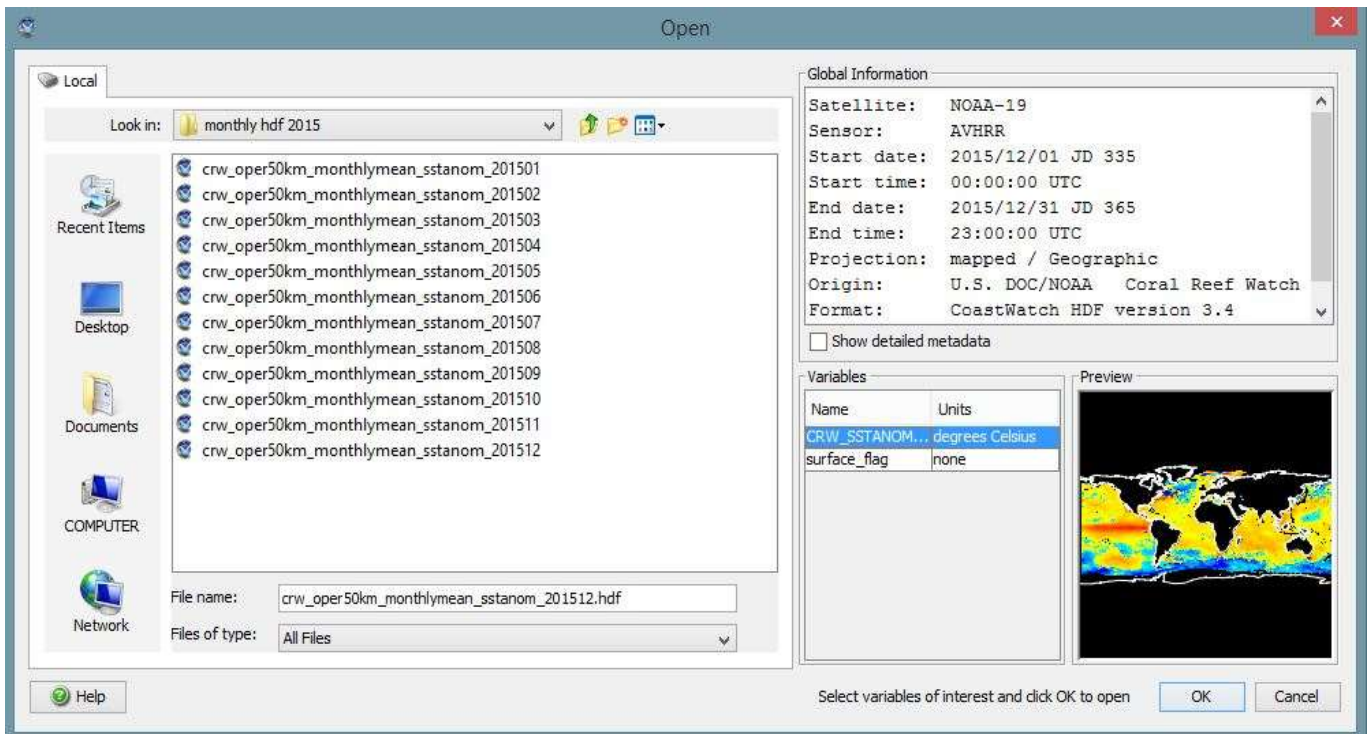 Open
Local
Look in: monthly hdf 2015
Recent Items
Desktop
Documents
COMPUTER
Network
crw_oper50km_monthlymean_sstanom_201501
crw_oper50km_monthlymean_sstanom_201502
crw_oper50km_monthlymean_sstanom_201503
crw_oper50km_monthlymean_sstanom_201504
crw_oper50km_monthlymean_sstanom_201505
crw_oper50km_monthlymean_sstanom_201506
crw_oper50km_monthlymean_sstanom_201507
crw_oper50km_monthlymean_sstanom_201508
crw_oper50km_monthlymean_sstanom_201509
crw_oper50km_monthlymean_sstanom_201510
crw_oper50km_monthlymean_sstanom_201511
crw_oper50km_monthlymean_sstanom_201512
File name: crw_oper50km_monthlymean_sstanom_201512.hdf
Files of type: All Files
Global Information
Satellite: NOAA-19
Sensor: AVHRR
Start date: 2015/12/01 JD 335
Start time: 00:00:00 UTC
End date: 2015/12/31 JD 365
End time: 23:00:00 UTC
Projection: mapped / Geographic
Origin: U.S. DOC/NOAA Coral Reef Watch
Format: CoastWatch HDF version 3.4
Show detailed metadata
Variables
Name Units
CRW_SSTANOM... degrees Celsius
surface_flag none
Preview
Help
Select variables of interest and click OK to open
OK
Cancel